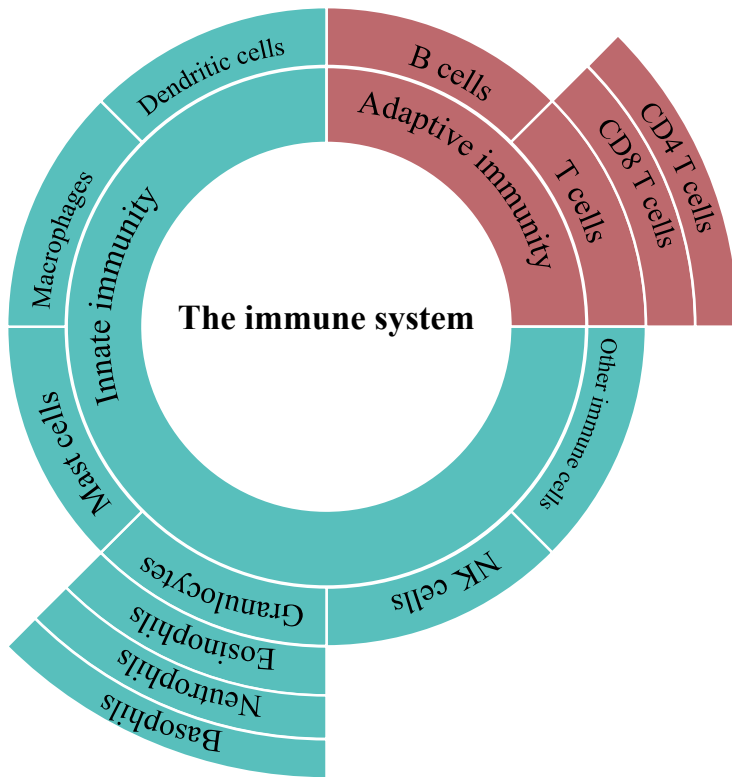 The immune system
Adaptive immunity
B cells
T cells
CD8 T cells
CD4 T cells
Innate immunity
Dendritic cells
Macrophages
Mast cells
Granulocytes
Eosinophils
Neutrophils
Basophils
NK cells
Other immune cells